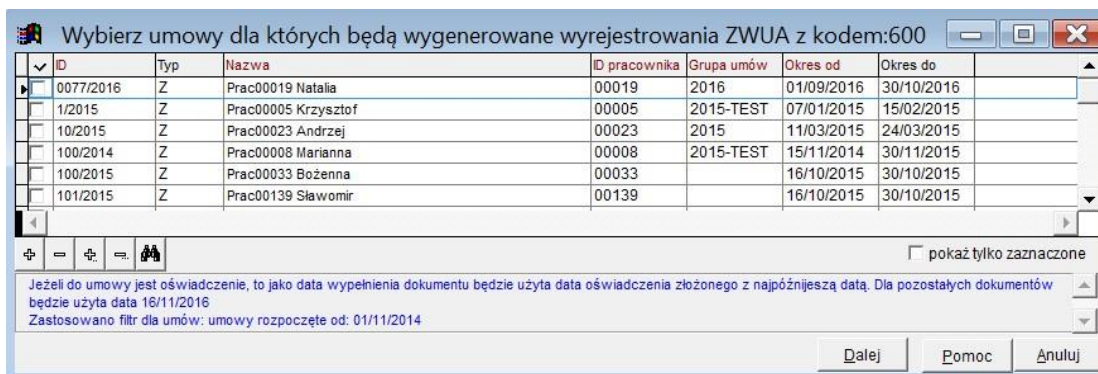 Wybierz umowy dla których będą wygenerowane wyrejestrowania ZWUA z kodem:600
ID Typ Nazwa ID pracownika Grupa umów Okres od Okres do
0077/2016 Z Prac00019 Natalia 00019 2016 01/09/2016 30/10/2016
1/2015 Z Prac00005 Krzysztof 00005 2015-TEST 07/01/2015 15/02/2015
10/2015 Z Prac00023 Andrzej 00023 2015 11/03/2015 24/03/2015
100/2014 Z Prac00008 Marianna 00008 2015-TEST 15/11/2014 30/11/2015
100/2015 Z Prac00033 Bożenna 00033 16/10/2015 30/10/2015
101/2015 Z Prac00139 Sławomir 00139 16/10/2015 30/10/2015
pokaż tylko zaznaczone
Jeżeli do umowy jest oświadczenie, to jako data wypełnienia dokumentu będzie użyta data oświadczenia złożonego z najpóżnijeszą datą. Dla pozostałych dokumentów
będzie użyta data 16/11/2016
Zastosowano filtr dla umów: umowy rozpoczęte od: 01/11/2014
Dalej Pomoc Anuluj